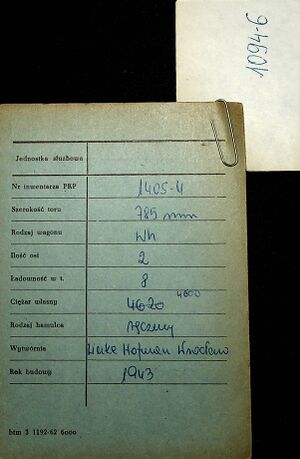 1094-6
Jednostka służbowa
Nr inwentarza PKP 1405-4
Szerokość toru 785 mm
Rodzaj wagonu Wh
Ilość osi 2
Ładowność w t. 8
Ciężar własny 4620 4600
Rodzaj hamulca ręczny
Wytwórnia Linke Hofman Wrocław
Rok budowy 1943
btm 3 1192-62 6000